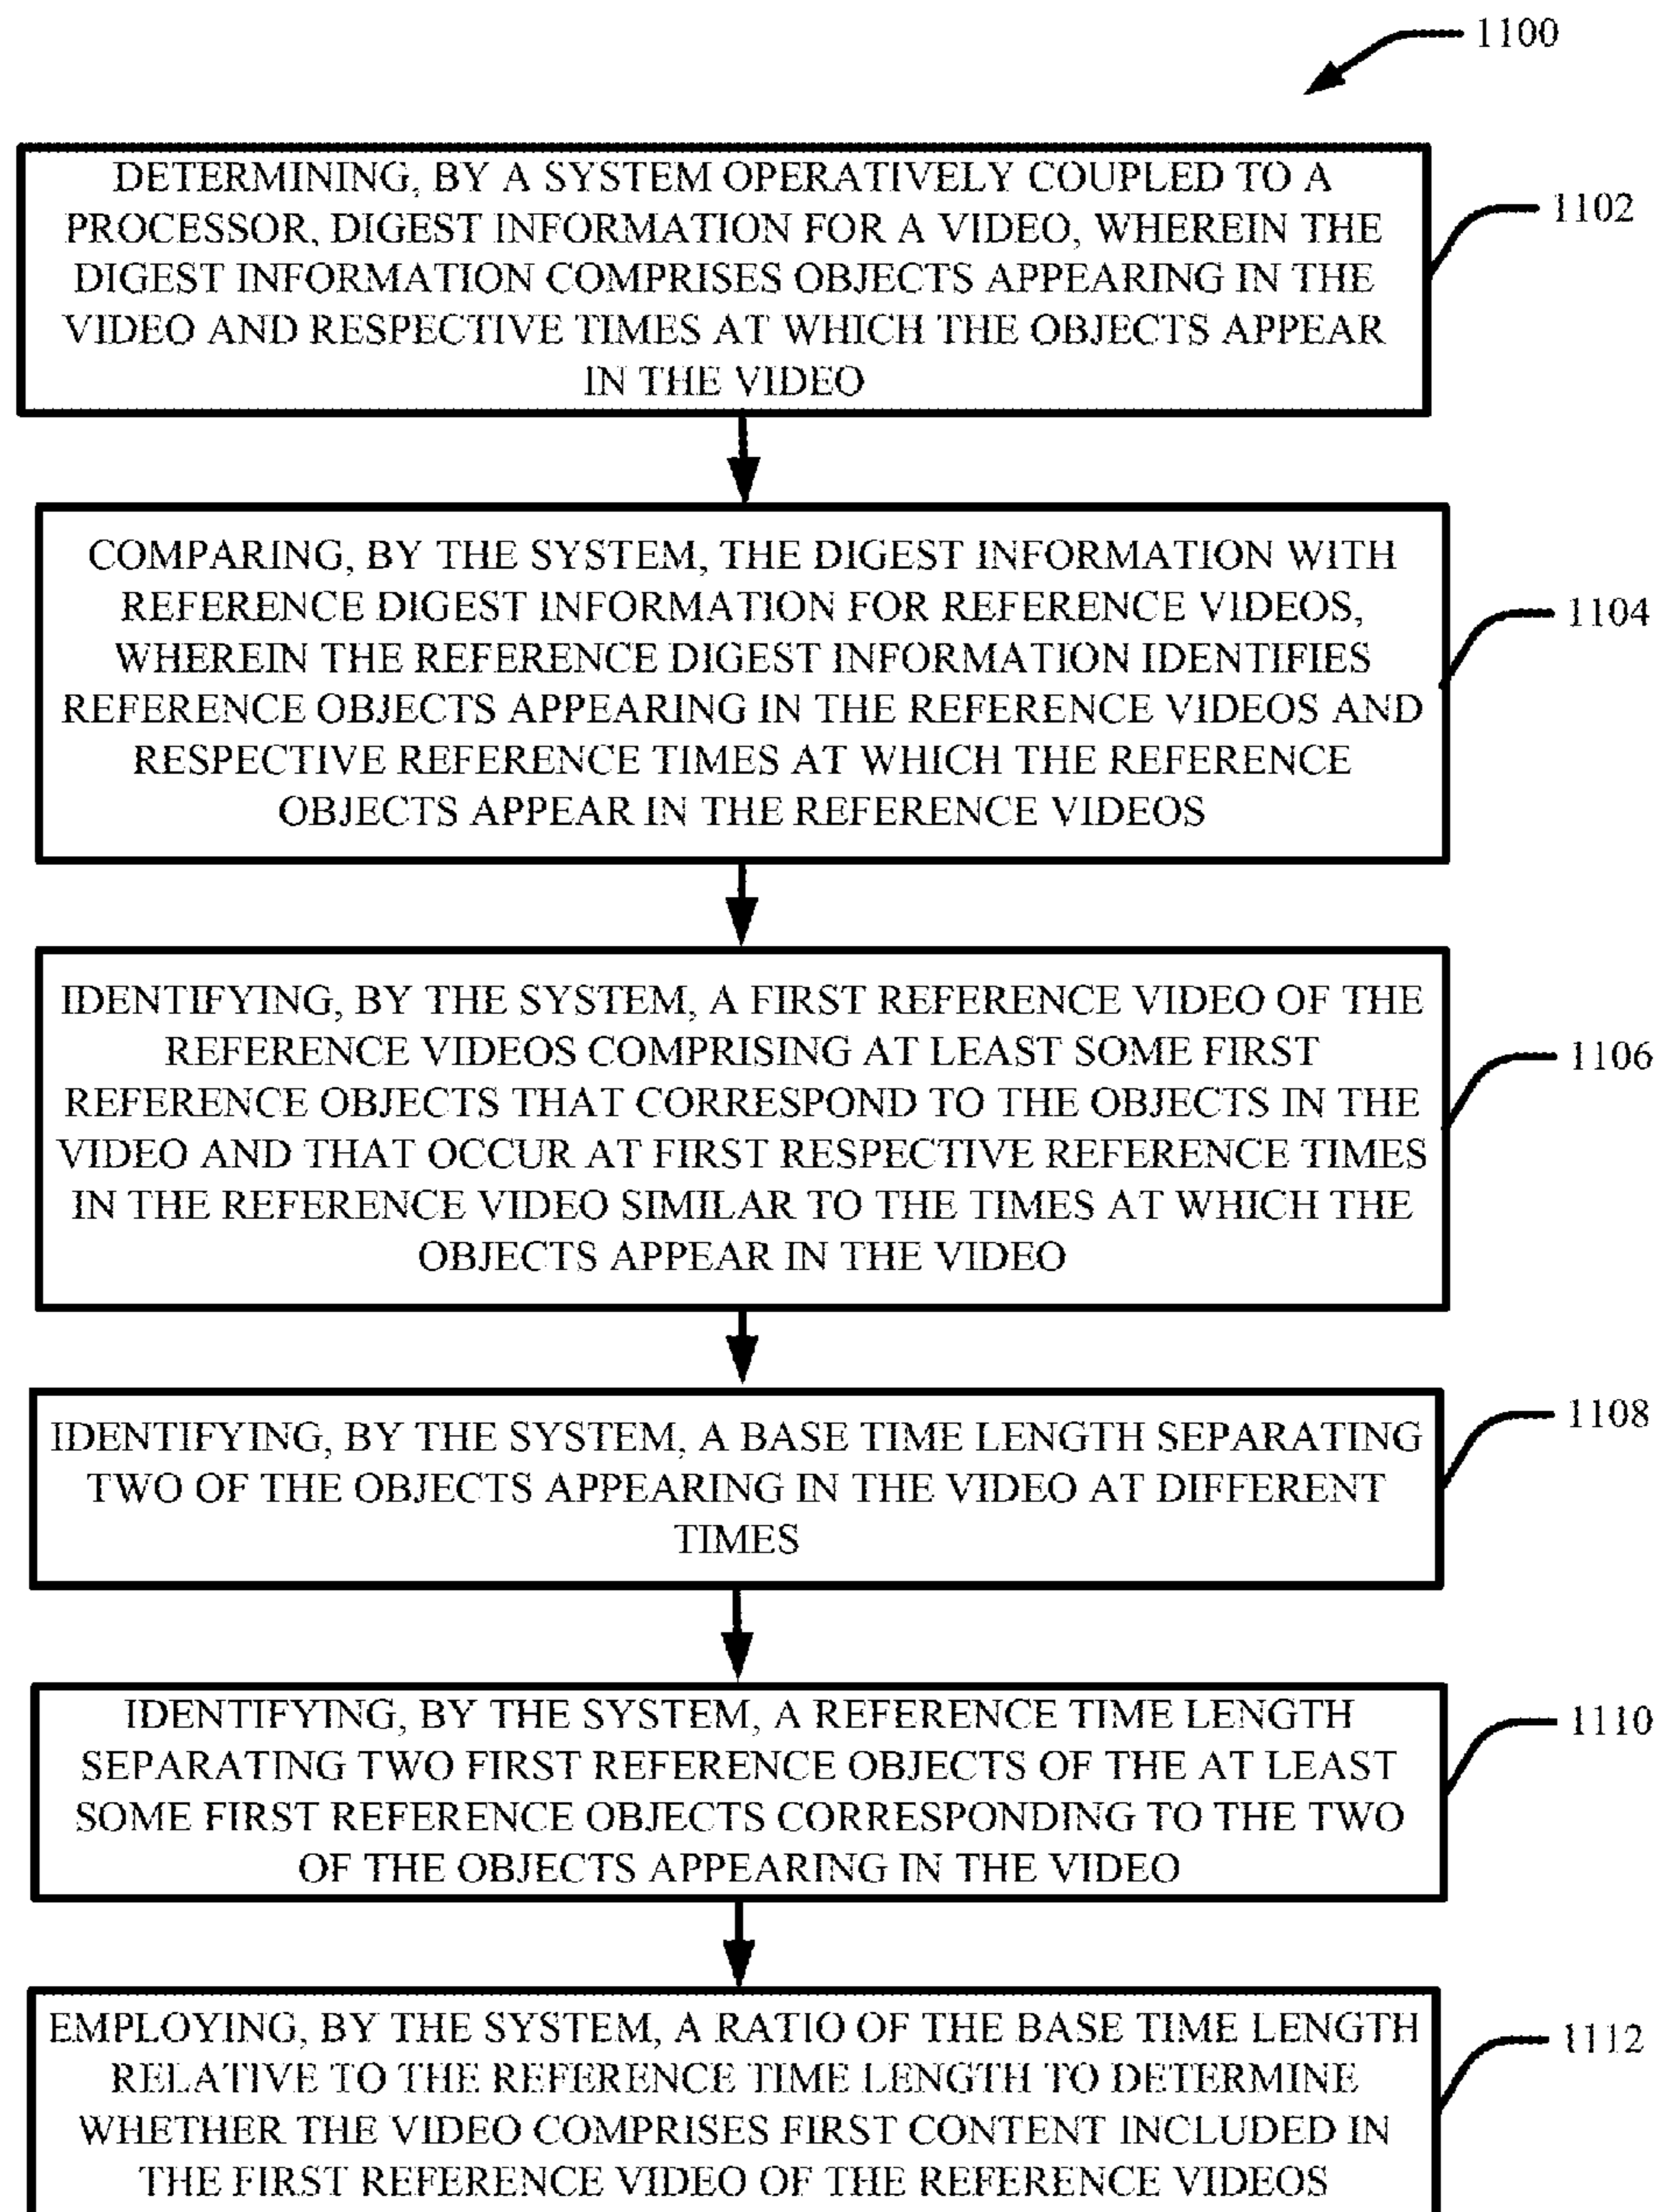 1100
DETERMINING, BY A SYSTEM OPERATIVELY COUPLED TO A
PROCESSOR, DIGEST INFORMATION FOR A VIDEO, WHEREIN THE
DIGEST INFORMATION COMPRISES OBJECTS APPEARING IN THE
VIDEO AND RESPECTIVE TIMES AT WHICH THE OBJECTS APPEAR
IN THE VIDEO
1102
COMPARING, BY THE SYSTEM, THE DIGEST INFORMATION WITH
REFERENCE DIGEST INFORMATION FOR REFERENCE VIDEOS,
WHEREIN THE REFERENCE DIGEST INFORMATION IDENTIFIES
REFERENCE OBJECTS APPEARING IN THE REFERENCE VIDEOS AND
RESPECTIVE REFERENCE TIMES AT WHICH THE REFERENCE
OBJECTS APPEAR IN THE REFERENCE VIDEOS
1104
IDENTIFYING, BY THE SYSTEM, A FIRST REFERENCE VIDEO OF THE
REFERENCE VIDEOS COMPRISING AT LEAST SOME FIRST
REFERENCE OBJECTS THAT CORRESPOND TO THE OBJECTS IN THE
VIDEO AND THAT OCCUR AT FIRST RESPECTIVE REFERENCE TIMES
IN THE REFERENCE VIDEO SIMILAR TO THE TIMES AT WHICH THE
OBJECTS APPEAR IN THE VIDEO
1106
IDENTIFYING, BY THE SYSTEM, A BASE TIME LENGTH SEPARATING
TWO OF THE OBJECTS APPEARING IN THE VIDEO AT DIFFERENT
TIMES
1108
IDENTIFYING, BY THE SYSTEM, A REFERENCE TIME LENGTH
SEPARATING TWO FIRST REFERENCE OBJECTS OF THE AT LEAST
SOME FIRST REFERENCE OBJECTS CORRESPONDING TO THE TWO
OF THE OBJECTS APPEARING IN THE VIDEO
1110
EMPLOYING, BY THE SYSTEM, A RATIO OF THE BASE TIME LENGTH
RELATIVE TO THE REFERENCE TIME LENGTH TO DETERMINE
WHETHER THE VIDEO COMPRISES FIRST CONTENT INCLUDED IN
THE FIRST REFERENCE VIDEO OF THE REFERENCE VIDEOS
1112